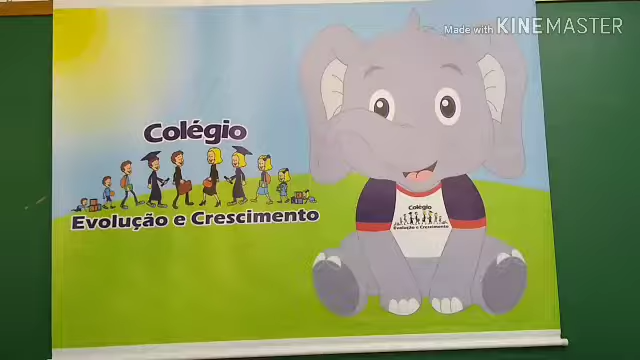 Made with KINEMASTER
Colégio
Evolução e Crescimento
Colégio
Evolução e Crescimento